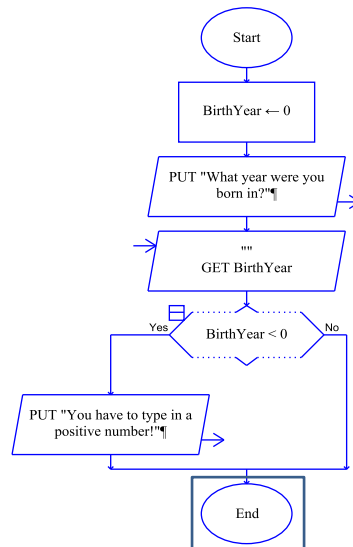 Start
BirthYear ← 0
PUT "What year were you
born in?"¶
""
GET BirthYear
Yes
BirthYear < 0
No
PUT "You have to type in a
positive number!"¶
End